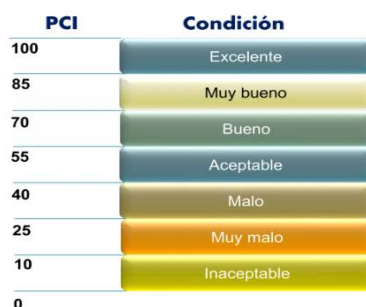 PCI Condición
100
Excelente
85
Muy bueno
70
Bueno
55
Aceptable
40
Malo
25
Muy malo
10
Inaceptable
0